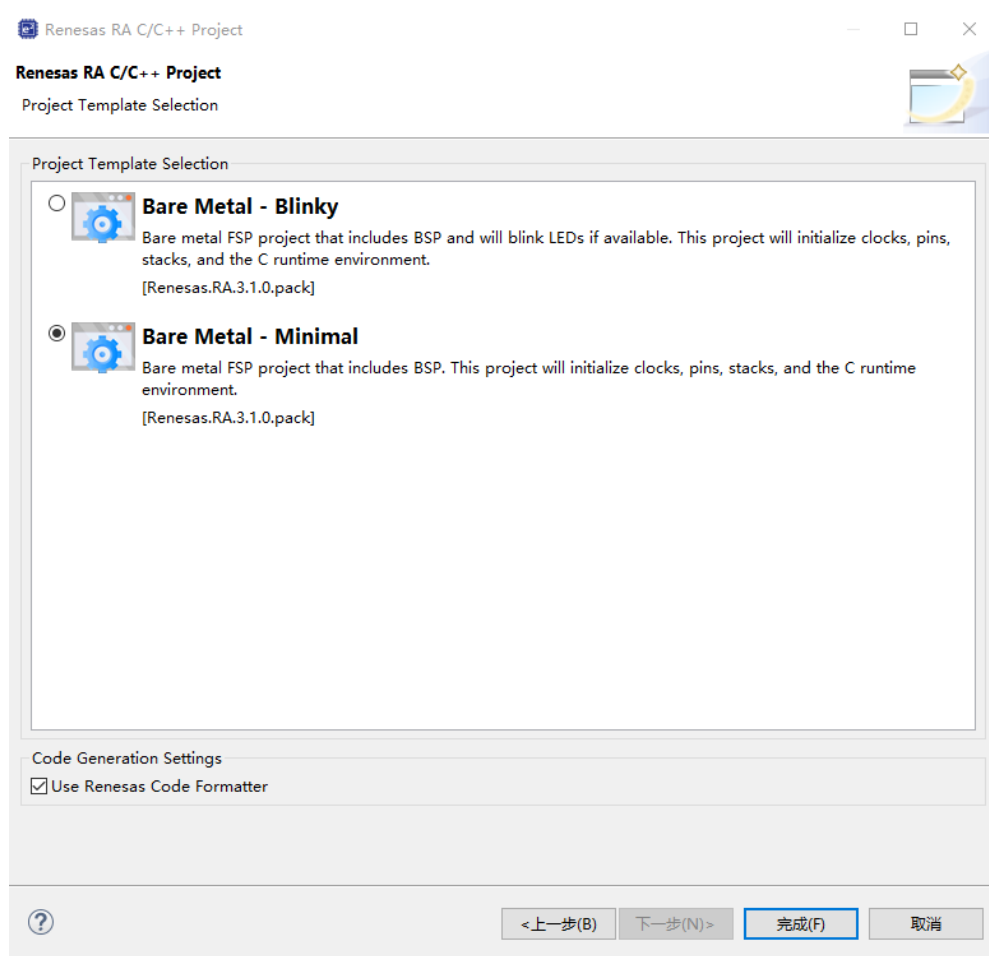 Renesas RA C/C++ Project
Renesas RA C/C++ Project
Project Template Selection
Project Template Selection
Bare Metal - Blinky
Bare metal FSP project that includes BSP and will blink LEDs if available. This project will initialize clocks, pins,
stacks, and the C runtime environment.
[Renesas.RA.3.1.0.pack]
Bare Metal - Minimal
Bare metal FSP project that includes BSP. This project will initialize clocks, pins, stacks, and the C runtime
environment.
[Renesas.RA.3.1.0.pack]
Code Generation Settings
Use Renesas Code Formatter
<上一步(B) 下一步(N)> 完成(F) 取消